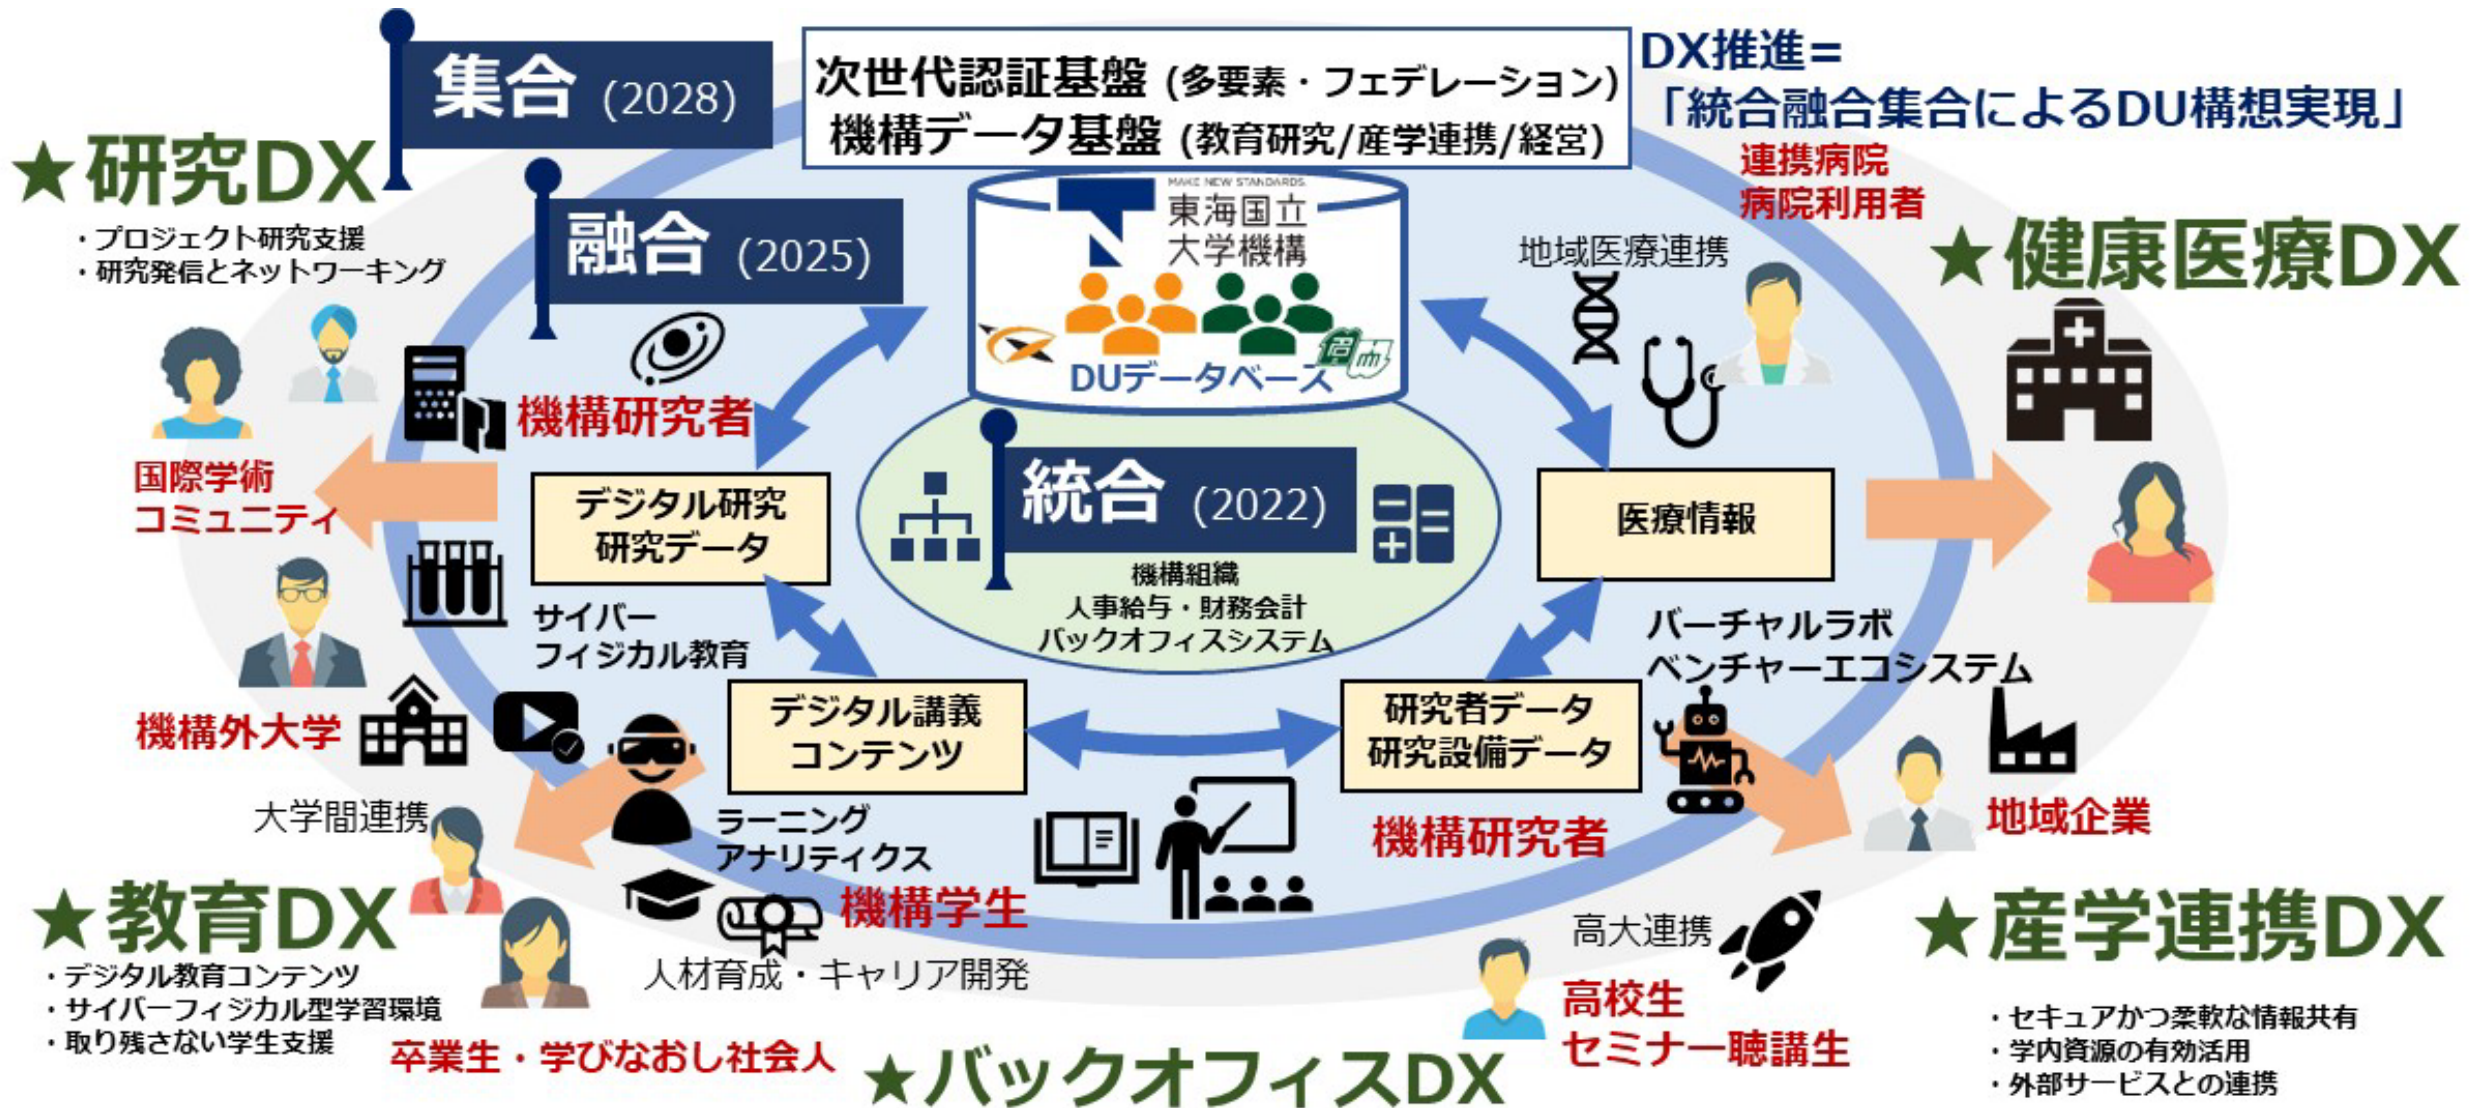 集合 (2028)
次世代認証基盤 (多要素・フェデレーション)
機構データ基盤 (教育研究/産学連携/経営)
DX推進=
「統合融合集合によるDU構想実現」
★研究DX
・プロジェクト研究支援
・研究発信とネットワーキング
融合 (2025)
MAKE NEW STANDARDS.
東海国立
大学機構
DUデータベース
連携病院
病院利用者
地域医療連携
★健康医療DX
機構研究者
国際学術
コミュニティ
デジタル研究
研究データ
統合 (2022)
機構組織
人事給与・財務会計
バックオフィスシステム
医療情報
サイバー
フィジカル教育
バーチャルラボ
ベンチャーエコシステム
機構外大学
デジタル講義
コンテンツ
研究者データ
研究設備データ
大学間連携
ラーニング
アナリティクス
機構研究者
地域企業
★教育DX
・デジタル教育コンテンツ
・サイバーフィジカル型学習環境
・取り残さない学生支援
機構学生
人材育成・キャリア開発
卒業生・学びなおし社会人
高大連携
高校生
セミナー聴講生
★産学連携DX
・セキュアかつ柔軟な情報共有
・学内資源の有効活用
・外部サービスとの連携
★バックオフィスDX